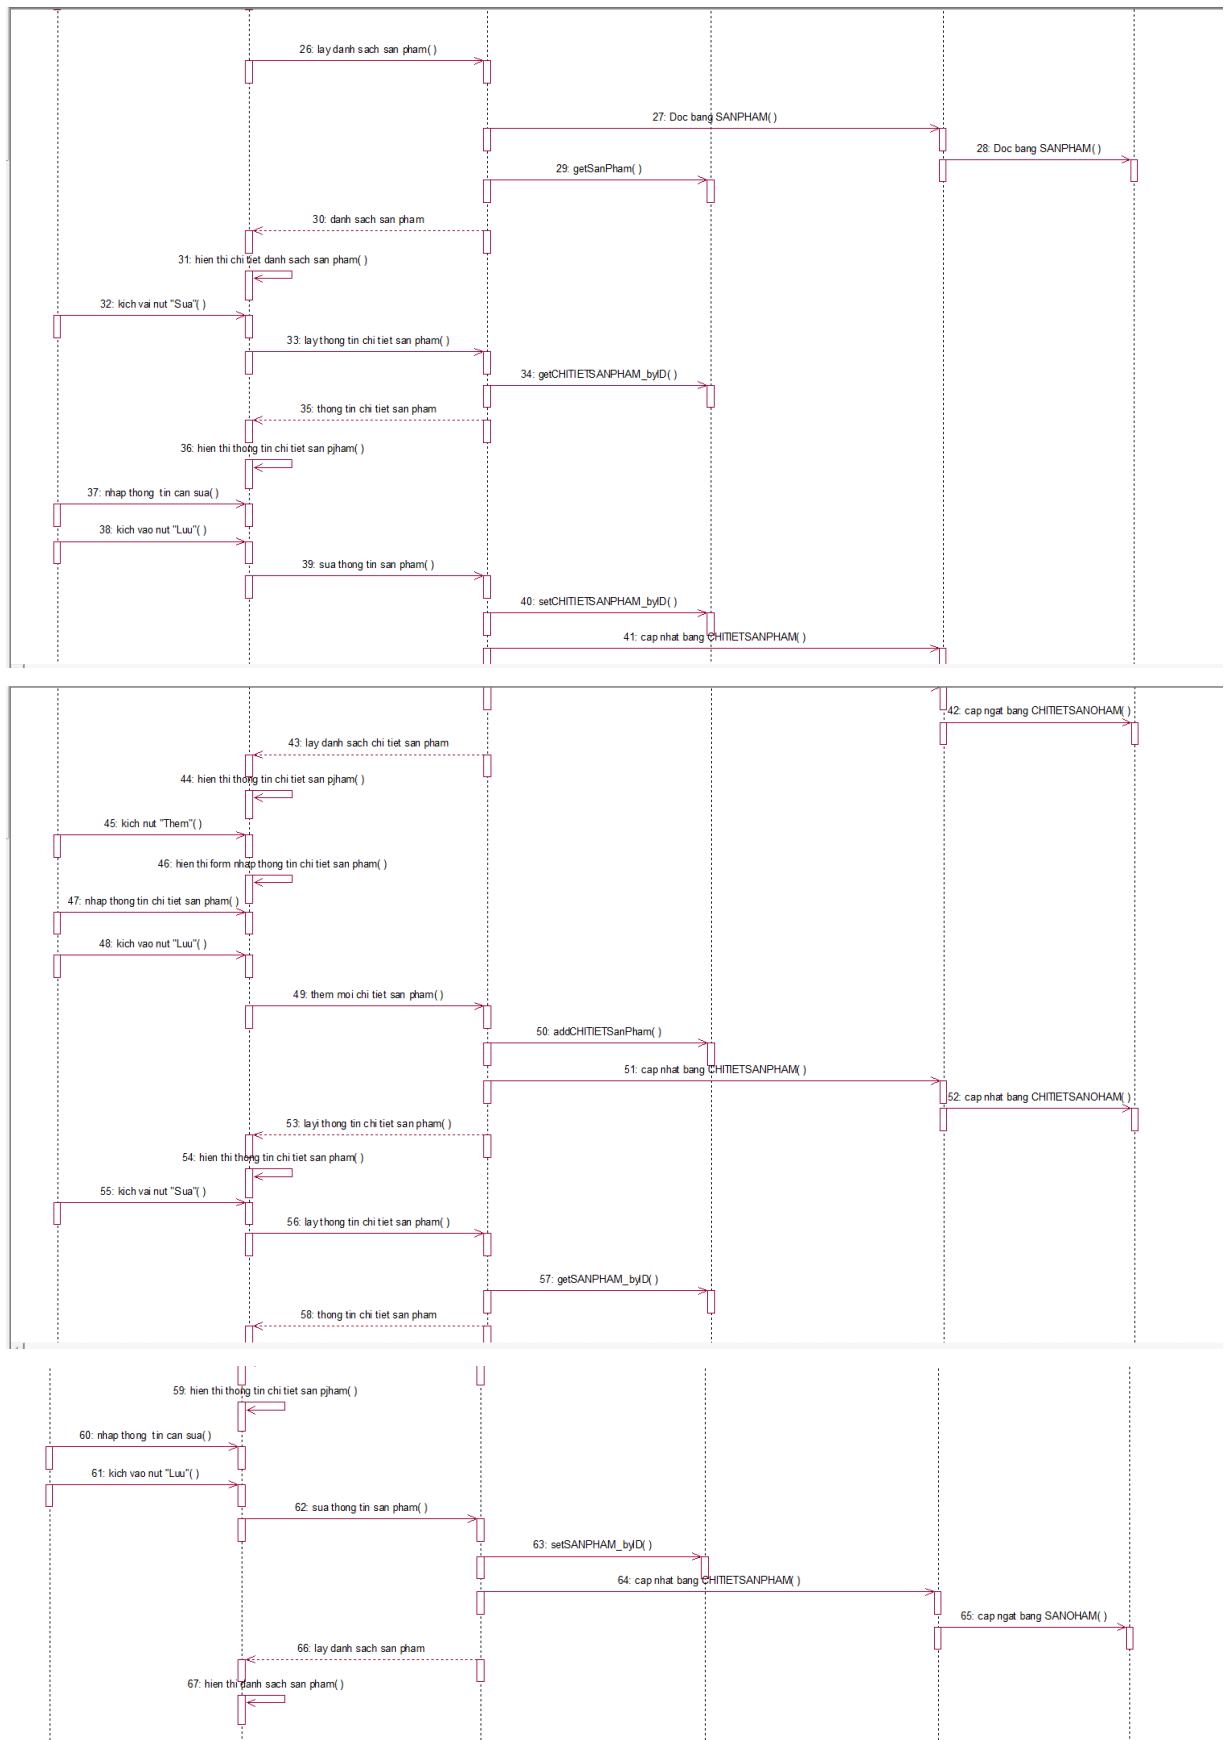 26: lay danh sach san pham( )
27: Doc bang SANPHAM( )
28: Doc bang SANPHAM( )
29: getSanPham( )
30: danh sach san pham
31: hien thi chi tiet danh sach san pham( )
32: kich vai nut "Sua"( )
33: lay thong tin chi tiet san pham( )
34: getCHITIETSANPHAM_byID( )
35: thong tin chi tiet san pham
36: hien thi thong tin chi tiet san pjham( )
37: nhap thong tin can sua( )
38: kich vao nut "Luu"( )
39: sua thong tin san pham( )
40: setCHITIETSANPHAM_byID( )
41: cap nhat bang CHITIETSANPHAM( )
42: cap ngat bang CHITIETSANOHAM( )
43: lay danh sach chi tiet san pham
44: hien thi thong tin chi tiet san pjham( )
45: kich nut "Them"( )
46: hien thi form nhap thong tin chi tiet san pham( )
47: nhap thong tin chi tiet san pham( )
48: kich vao nut "Luu"( )
49: them moi chi tiet san pham( )
50: addCHITIETSanPham( )
51: cap nhat bang CHITIETSANPHAM( )
52: cap nhat bang CHITIETSANOHAM( )
53: layi thong tin chi tiet san pham( )
54: hien thi thong tin chi tiet san pham( )
55: kich vai nut "Sua"( )
56: lay thong tin chi tiet san pham( )
57: getSANPHAM_byID( )
58: thong tin chi tiet san pham
59: hien thi thong tin chi tiet san pjham( )
60: nhap thong tin can sua( )
61: kich vao nut "Luu"( )
62: sua thong tin san pham( )
63: setSANPHAM_byID( )
64: cap nhat bang CHITIETSANPHAM( )
65: cap ngat bang SANOHAM( )
66: lay danh sach san pham
67: hien thi danh sach san pham( )